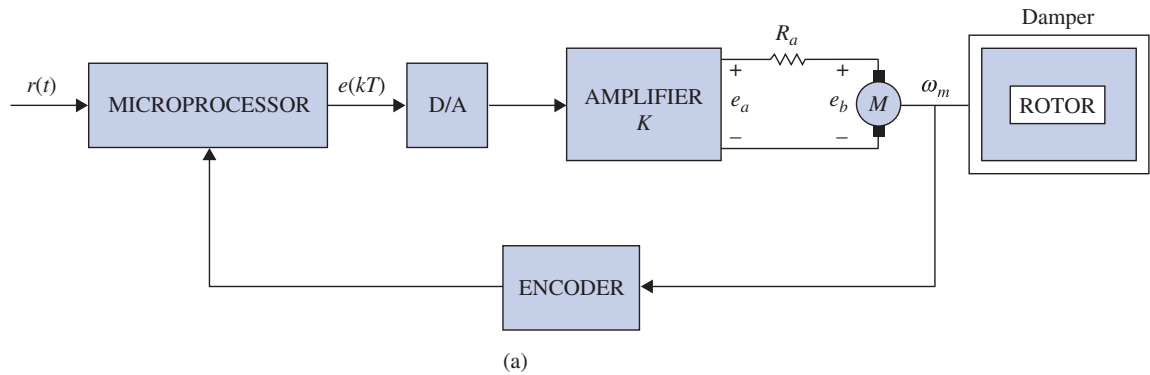 Damper
r(t)
MICROPROCESSOR
e(kT)
D/A
AMPLIFIER
K
+
e_a
−
R_a
+
e_b
−
M
ω_m
ROTOR
ENCODER
(a)